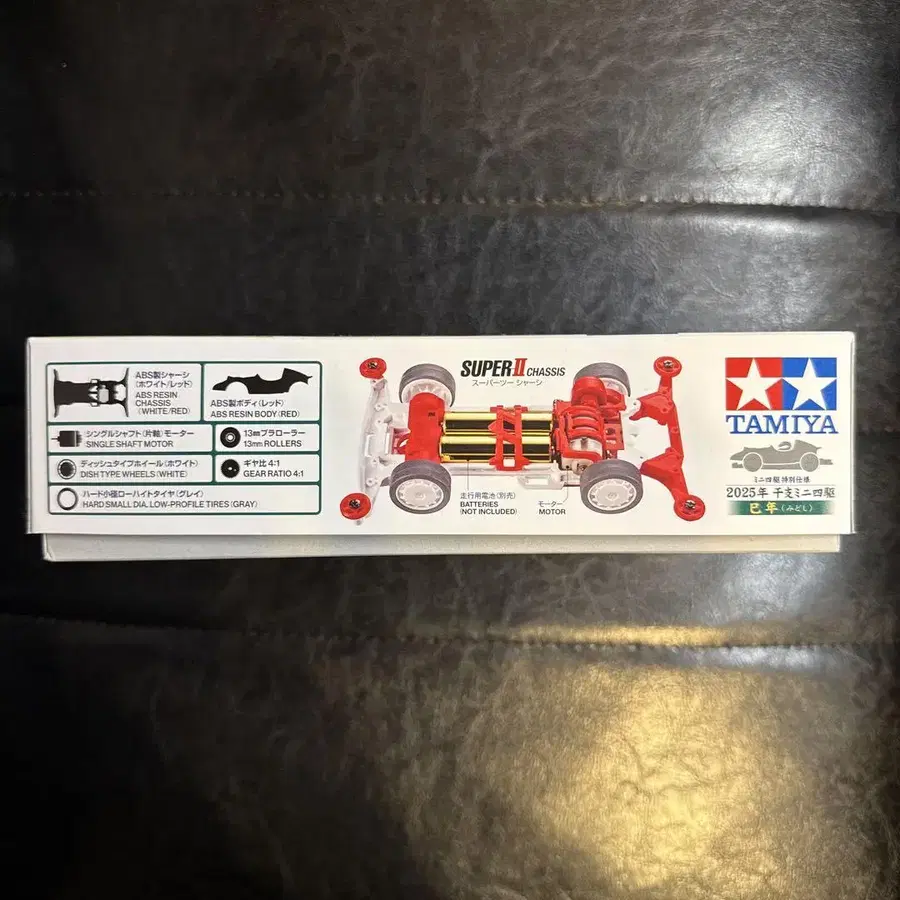 ABS製シャーシ
(ホワイト/レッド)
ABS RESIN
CHASSIS
(WHITE/RED)
ABS製ボディ(レッド)
ABS RESIN BODY (RED)
シングルシャフト(片軸)モーター
SINGLE SHAFT MOTOR
13㎜プラローラー
13mm ROLLERS
ディッシュタイプホイール(ホワイト)
DISH TYPE WHEELS (WHITE)
ギヤ比 4:1
GEAR RATIO 4:1
ハード小径ローハイトタイヤ(グレイ)
HARD SMALL DIA. LOW-PROFILE TIRES (GRAY)
SUPER-II CHASSIS
スーパーツー シャーシ
走行用電池(別売)
BATTERIES
(NOT INCLUDED)
モーター
MOTOR
TAMIYA
ミニ四駆 特別仕様
2025年 干支ミニ四駆
巳年(みどし)